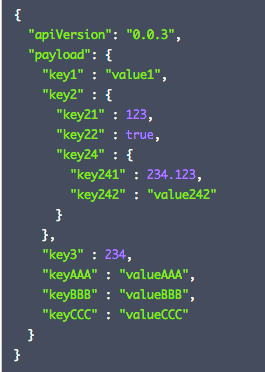 {
  "apiVersion": "0.0.3",
  "payload": {
    "key1" : "value1",
    "key2" : {
      "key21" : 123,
      "key22" : true,
      "key24" : {
        "key241" : 234.123,
        "key242" : "value242"
      }
    },
    "key3" : 234,
    "keyAAA" : "valueAAA",
    "keyBBB" : "valueBBB",
    "keyCCC" : "valueCCC"
  }
}